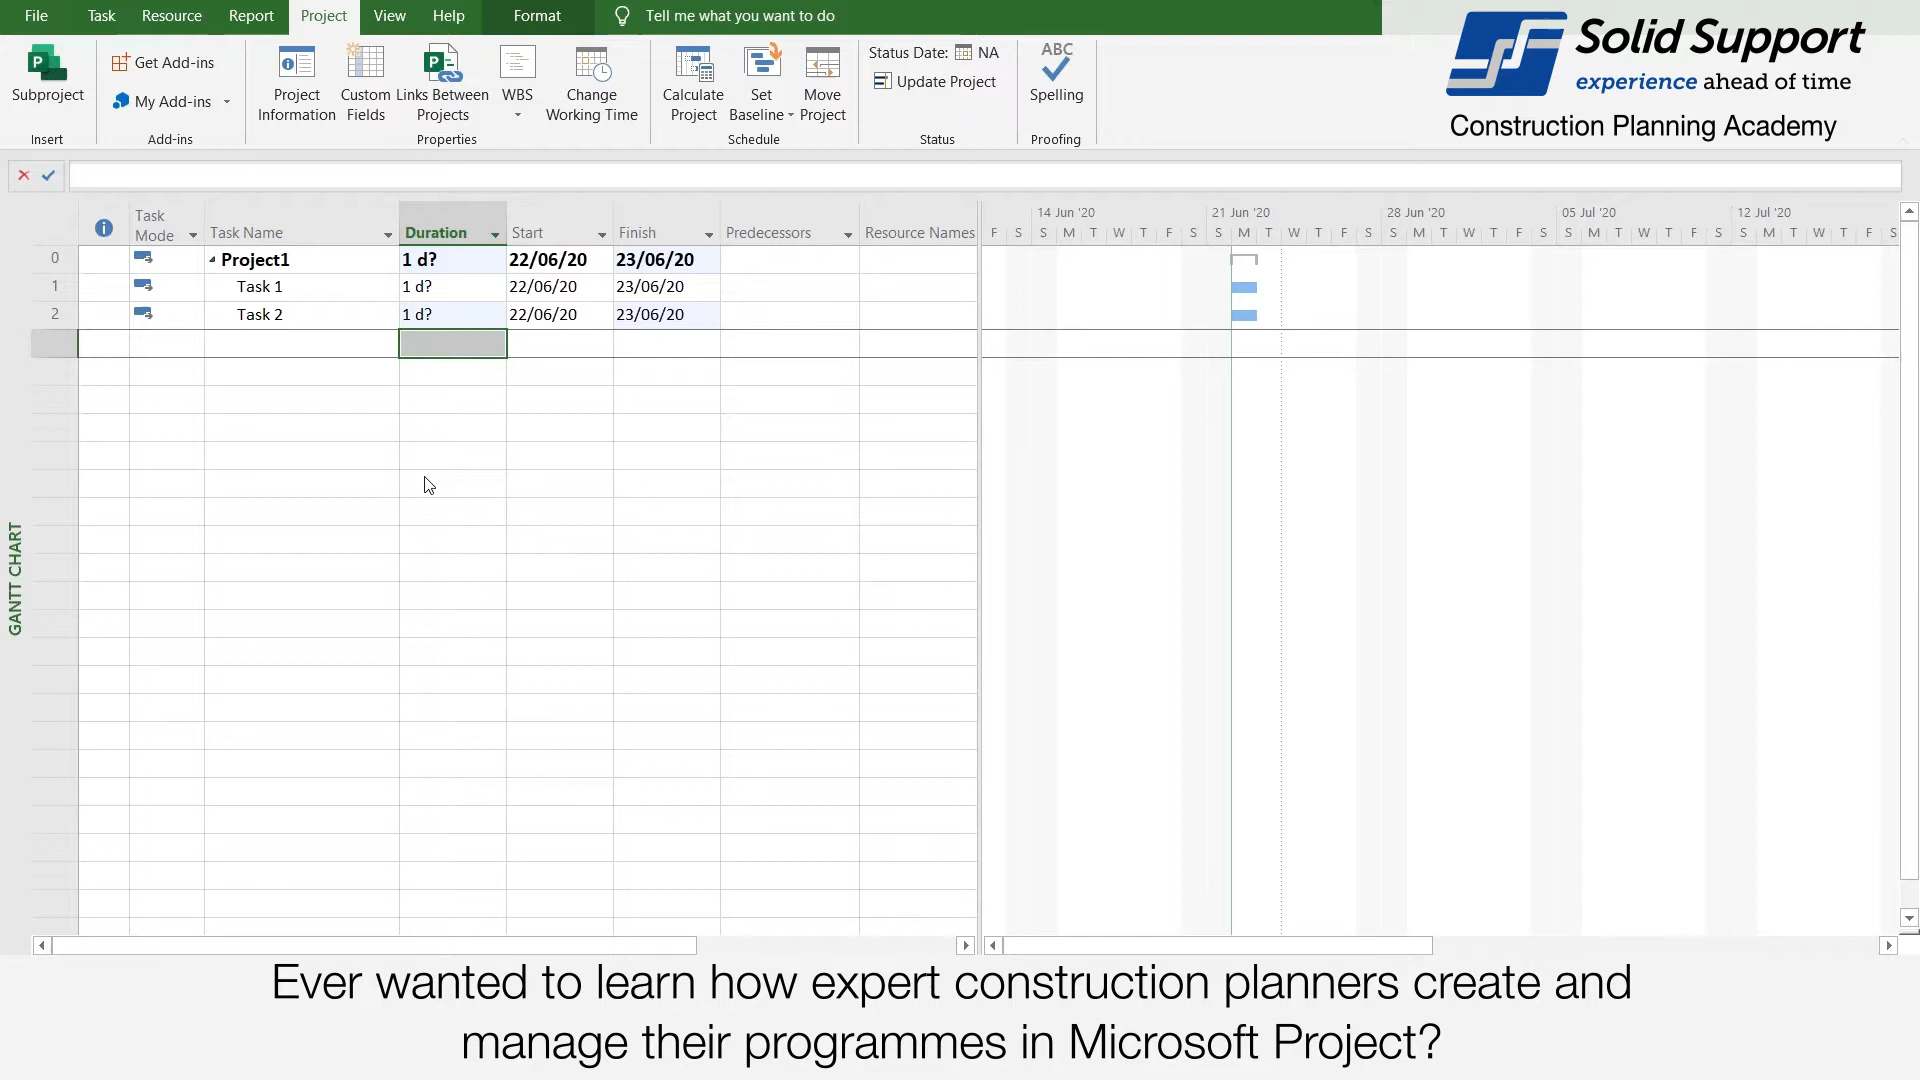 File Task Resource Report Project View Help Format Tell me what you want to do
Solid Support
experience ahead of time
Construction Planning Academy
Subproject
Get Add-ins
My Add-ins
Project Information
Custom Fields
Links Between Projects
WBS
Change Working Time
Calculate Project
Set Baseline
Move Project
Status Date: NA
Update Project
ABC
Spelling
Insert Add-ins Properties Schedule Status Proofing
Task Mode Task Name Duration Start Finish Predecessors Resource Names
14 Jun '20 21 Jun '20 28 Jun '20 05 Jul '20 12 Jul '20
F S S M T W T F S S M T W T F S S M T W T F S S M T W T F S S M T W T F S
0 Project1 1 d? 22/06/20 23/06/20
1 Task 1 1 d? 22/06/20 23/06/20
2 Task 2 1 d? 22/06/20 23/06/20
GANTT CHART
Ever wanted to learn how expert construction planners create and
manage their programmes in Microsoft Project?